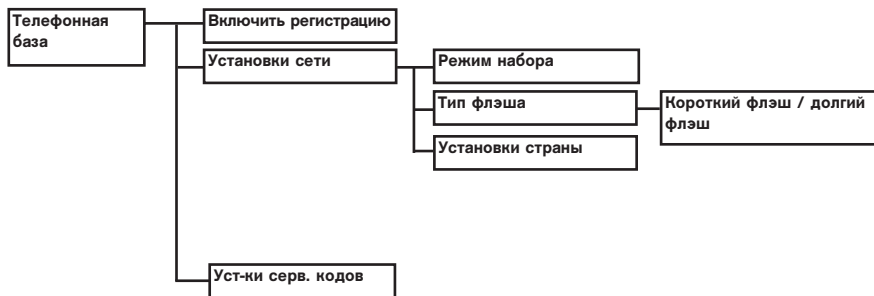 Телефонная
база
Включить регистрацию
Установки сети
Режим набора
Тип флэша
Короткий флэш / долгий
флэш
Установки страны
Уст-ки серв. кодов